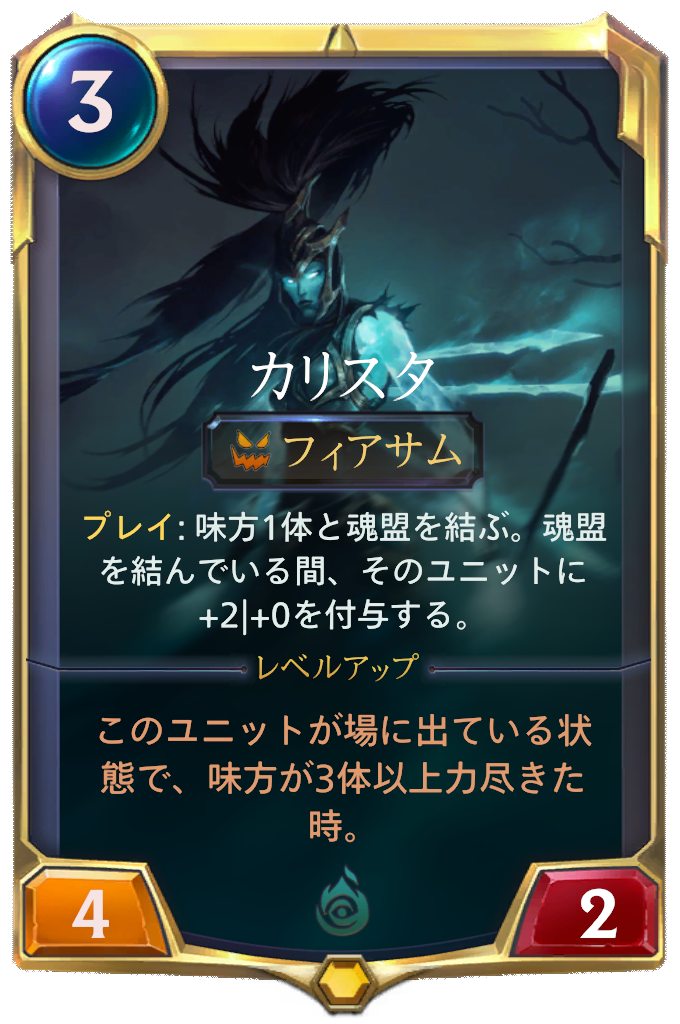 3
カリスタ
フィアサム
プレイ: 味方1体と魂盟を結ぶ。魂盟
を結んでいる間、そのユニットに
+2|+0を付与する。
レベルアップ
このユニットが場に出ている状
態で、味方が3体以上力尽きた
時。
4
2